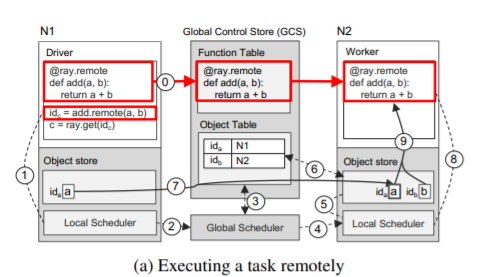 N1
Global Control Store (GCS)
N2
Driver
@ray.remote
def add(a, b):
return a + b
id_c = add.remote(a, b)
c = ray.get(id_c)
0
Function Table
@ray.remote
def add(a, b):
return a + b
Worker
@ray.remote
def add(a, b):
return a + b
Object Table
id_a N1
id_b N2
9
1
Object store
id_a a
7
6
8
Object store
id_a a id_b b
3
5
Local Scheduler
2
Global Scheduler
4
Local Scheduler
(a) Executing a task remotely